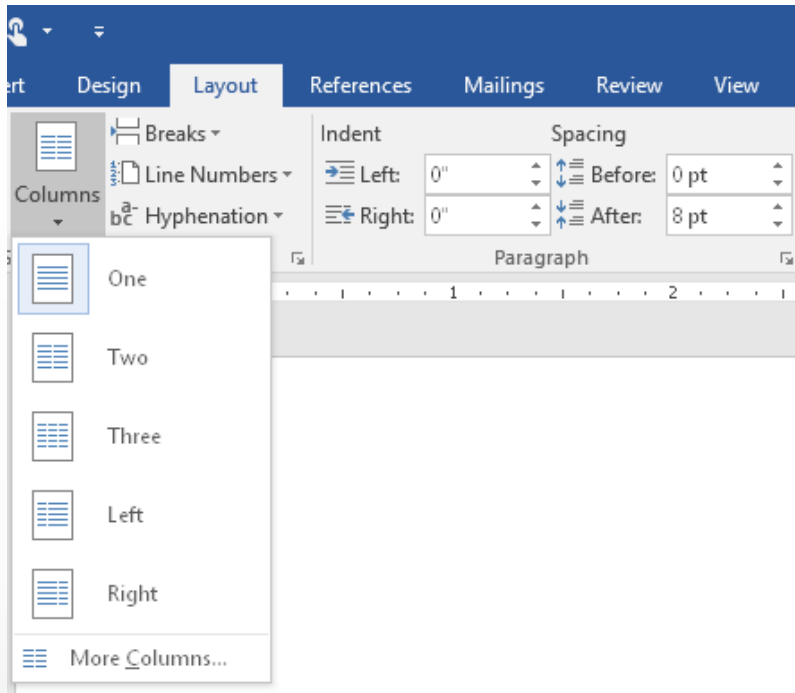 ert Design Layout References Mailings Review View
Columns
Breaks
Line Numbers
Hyphenation
Indent Spacing
Left: 0" Before: 0 pt
Right: 0" After: 8 pt
Paragraph
1 2
One
Two
Three
Left
Right
More Columns...